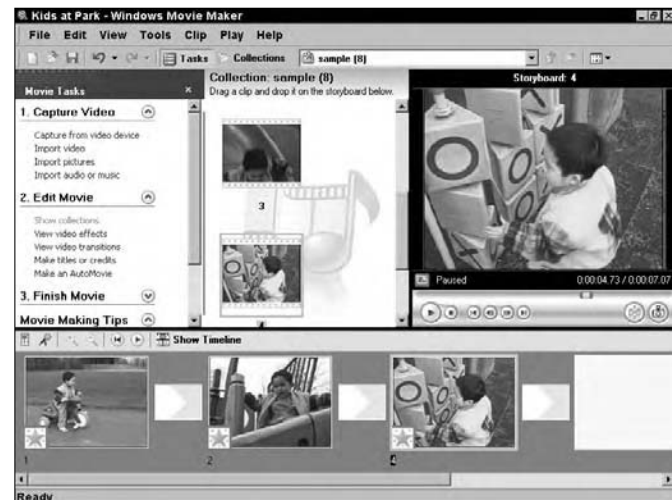 Kids at Park - Windows Movie Maker
File Edit View Tools Clip Play Help
Tasks Collections sample (8)
Movie Tasks
1. Capture Video
Capture from video device
Import video
Import pictures
Import audio or music
2. Edit Movie
Show collections
View video effects
View video transitions
Make titles or credits
Make an AutoMovie
3. Finish Movie
Movie Making Tips
Collection: sample (8)
Drag a clip and drop it on the storyboard below.
3
4
Storyboard: 4
Paused 0:00:04.73 / 0:00:07.07
Show Timeline
1 2 4
Ready